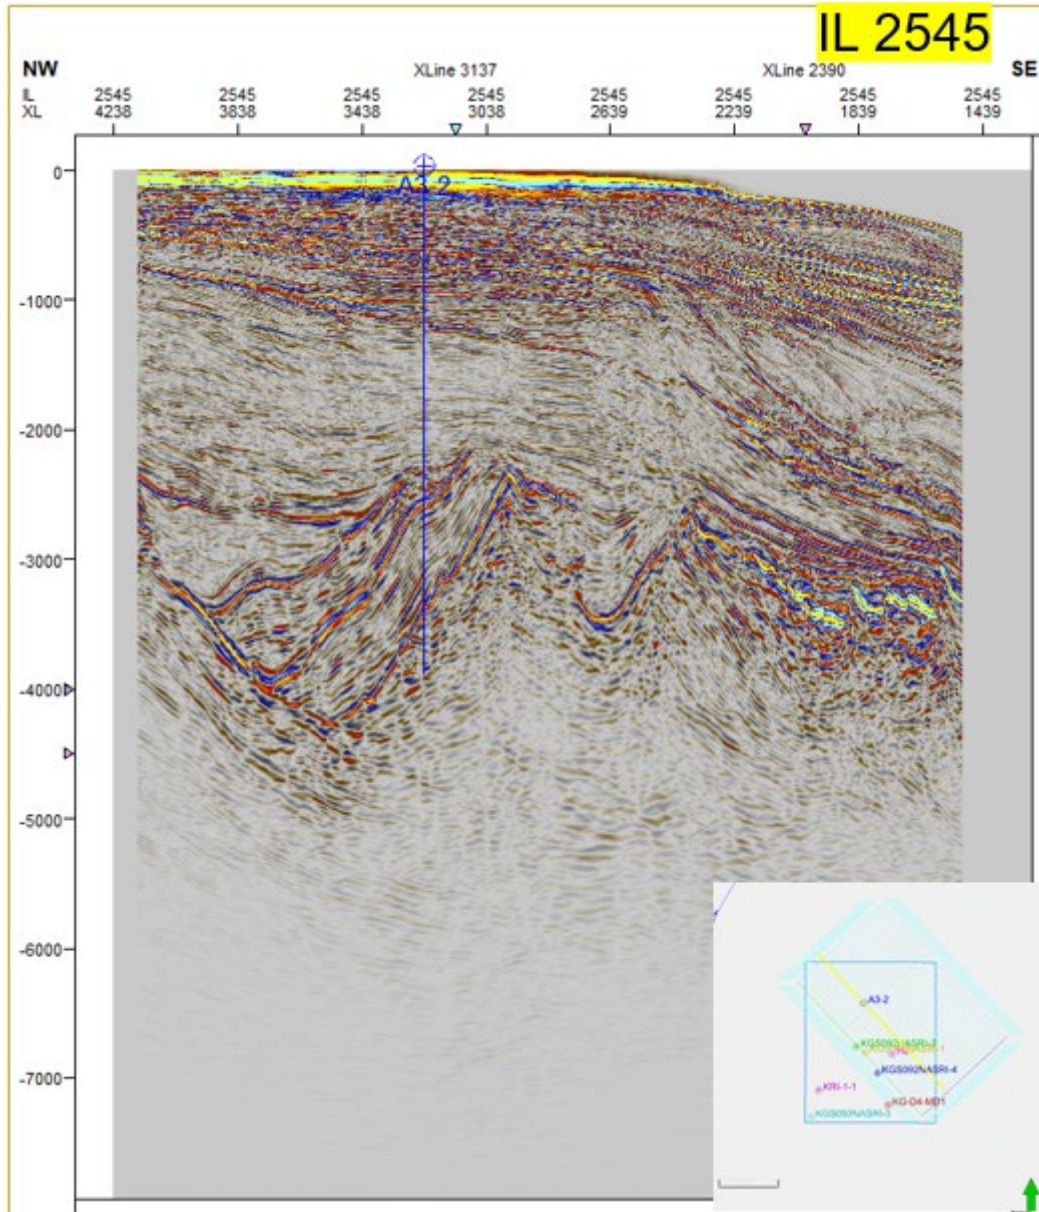 IL 2545
NW XLine 3137 XLine 2390 SE
IL 2545 2545 2545 2545 2545 2545 2545 2545
XL 4238 3838 3438 3038 2639 2239 1839 1439
0
A3-2
-1000
-2000
-3000
-4000
-5000
-6000
-7000
A3-2
KGS092NASRI-4
KRI-1-1
KG-D4-MD1
KGS092NASRI-3